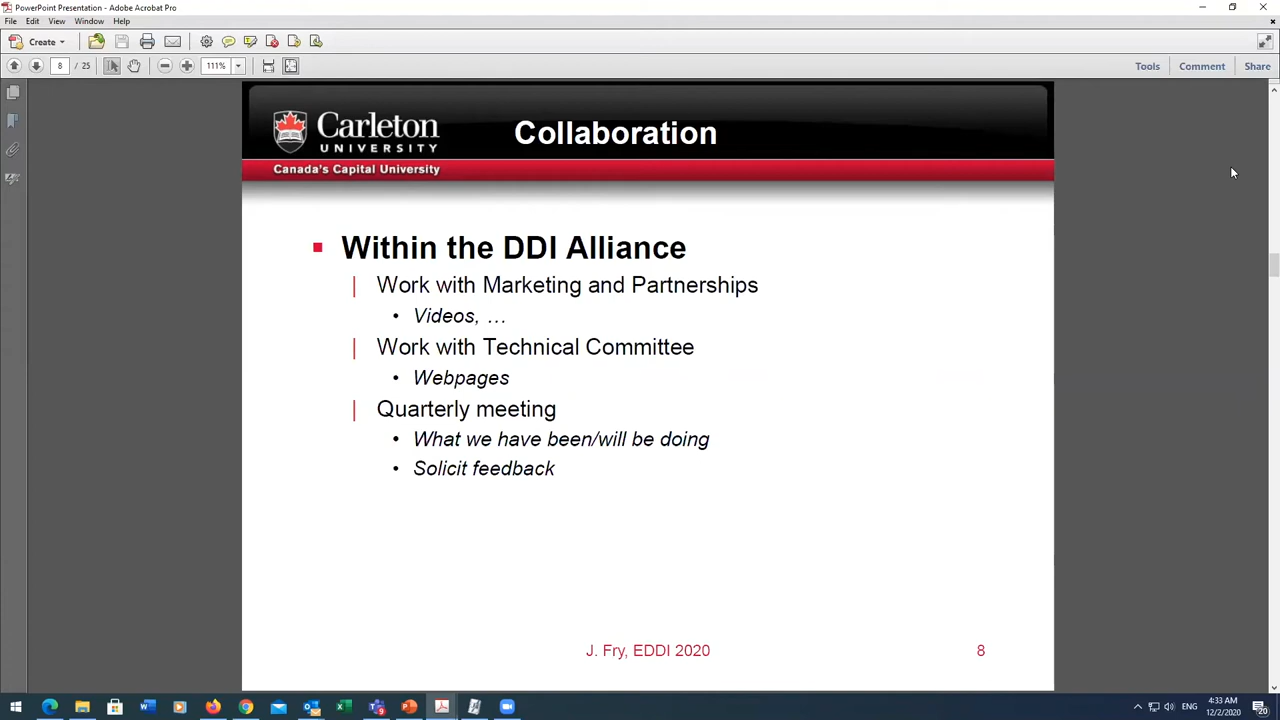 PowerPoint Presentation - Adobe Acrobat Pro
File Edit View Window Help
Create
8 / 25 111% Tools Comment Share
Carleton
UNIVERSITY
Collaboration
Canada's Capital University
Within the DDI Alliance
Work with Marketing and Partnerships
• Videos, …
Work with Technical Committee
• Webpages
Quarterly meeting
• What we have been/will be doing
• Solicit feedback
J. Fry, EDDI 2020 8
4:33 AM
ENG
12/2/2020 20